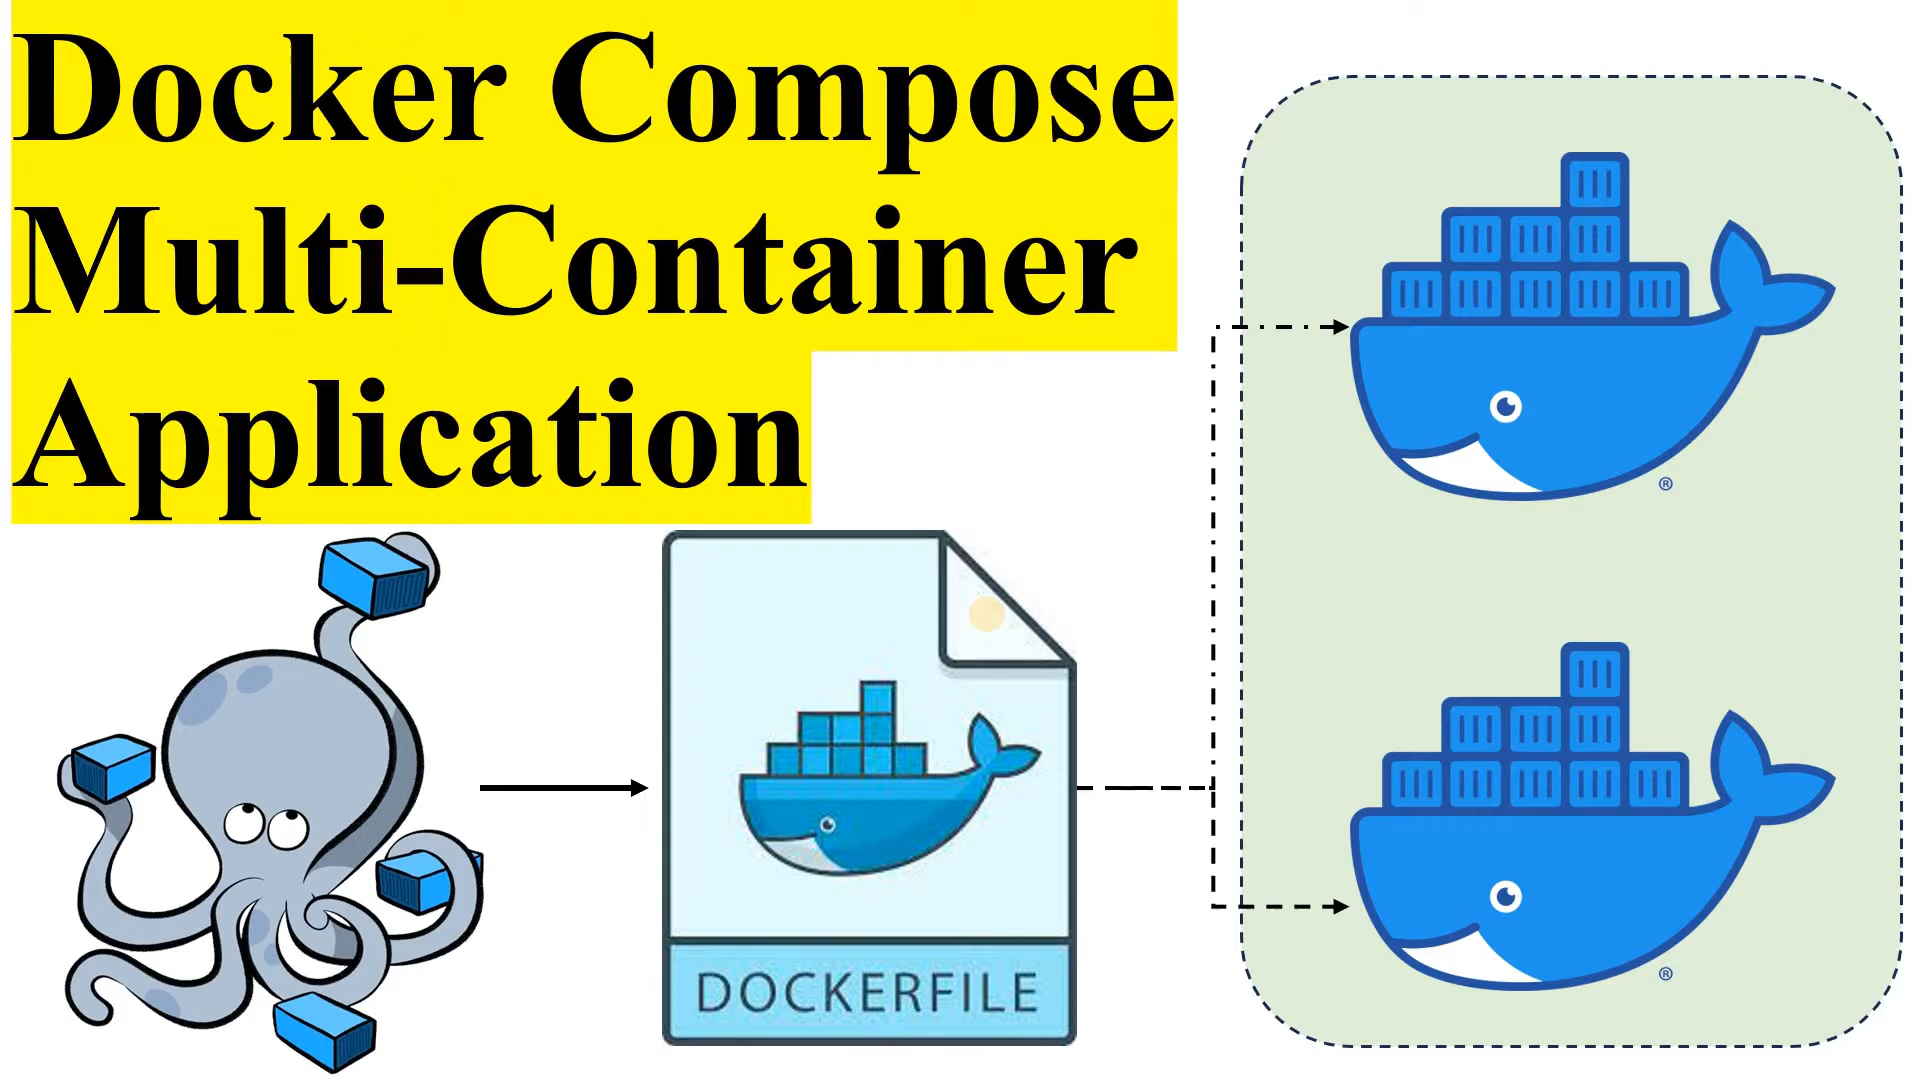 Docker Compose
Multi-Container
Application
DOCKERFILE
®
®